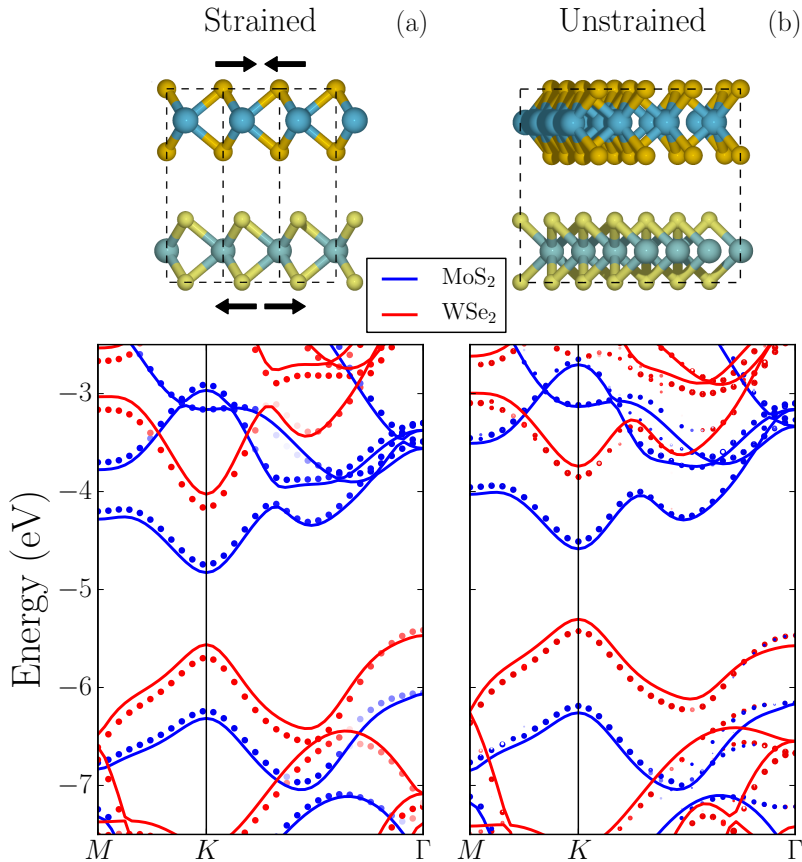 Strained (a)
Unstrained (b)
MoS₂
WSe₂
Energy (eV)
−3
−4
−5
−6
−7
M K Γ
M K Γ